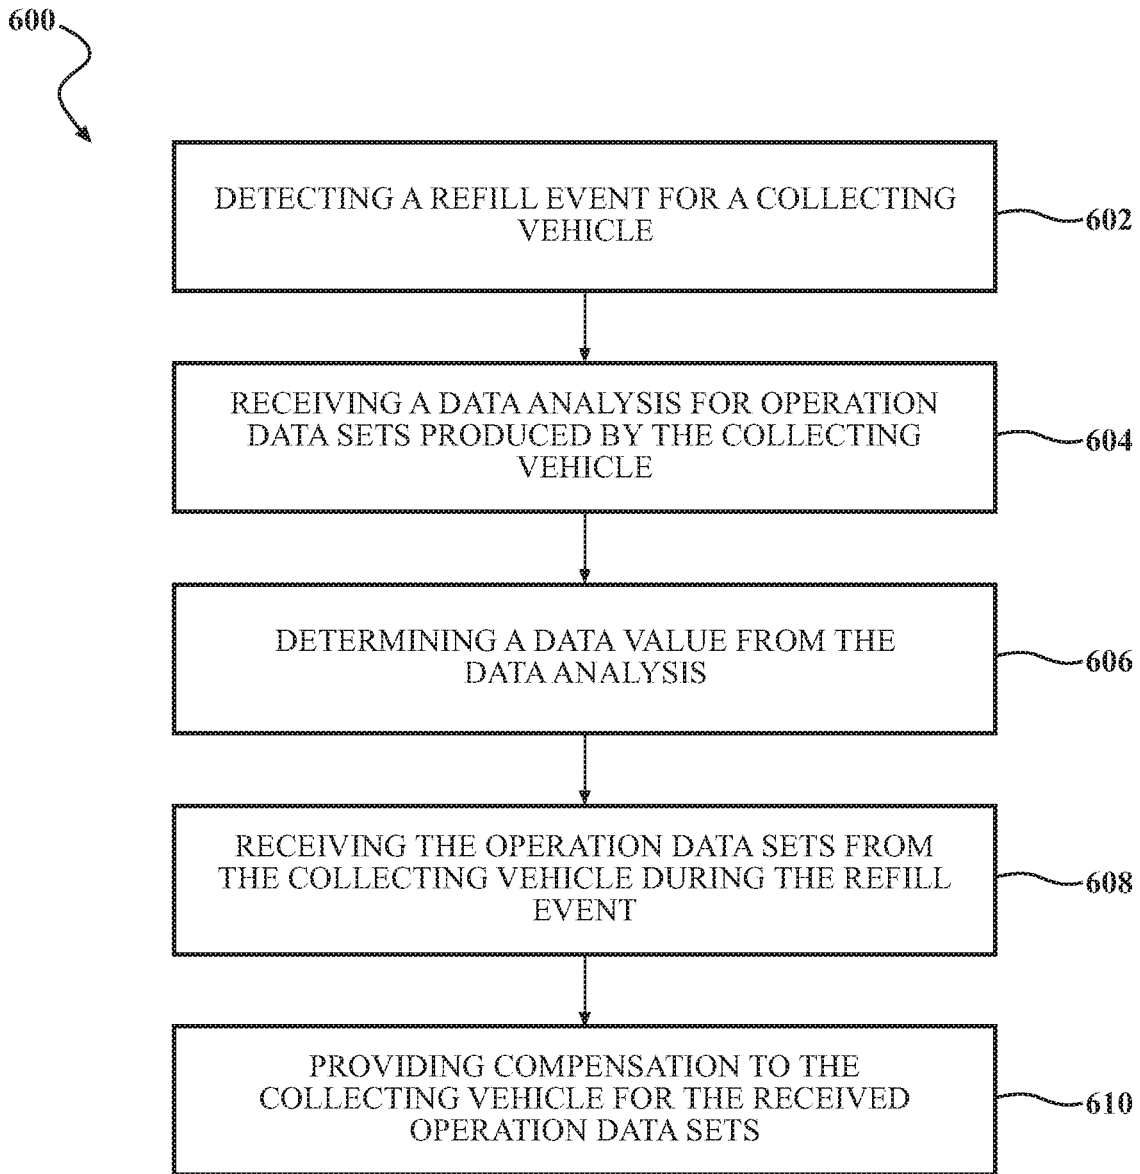 600
DETECTING A REFILL EVENT FOR A COLLECTING
VEHICLE
602
RECEIVING A DATA ANALYSIS FOR OPERATION
DATA SETS PRODUCED BY THE COLLECTING
VEHICLE
604
DETERMINING A DATA VALUE FROM THE
DATA ANALYSIS
606
RECEIVING THE OPERATION DATA SETS FROM
THE COLLECTING VEHICLE DURING THE REFILL
EVENT
608
PROVIDING COMPENSATION TO THE
COLLECTING VEHICLE FOR THE RECEIVED
OPERATION DATA SETS
610